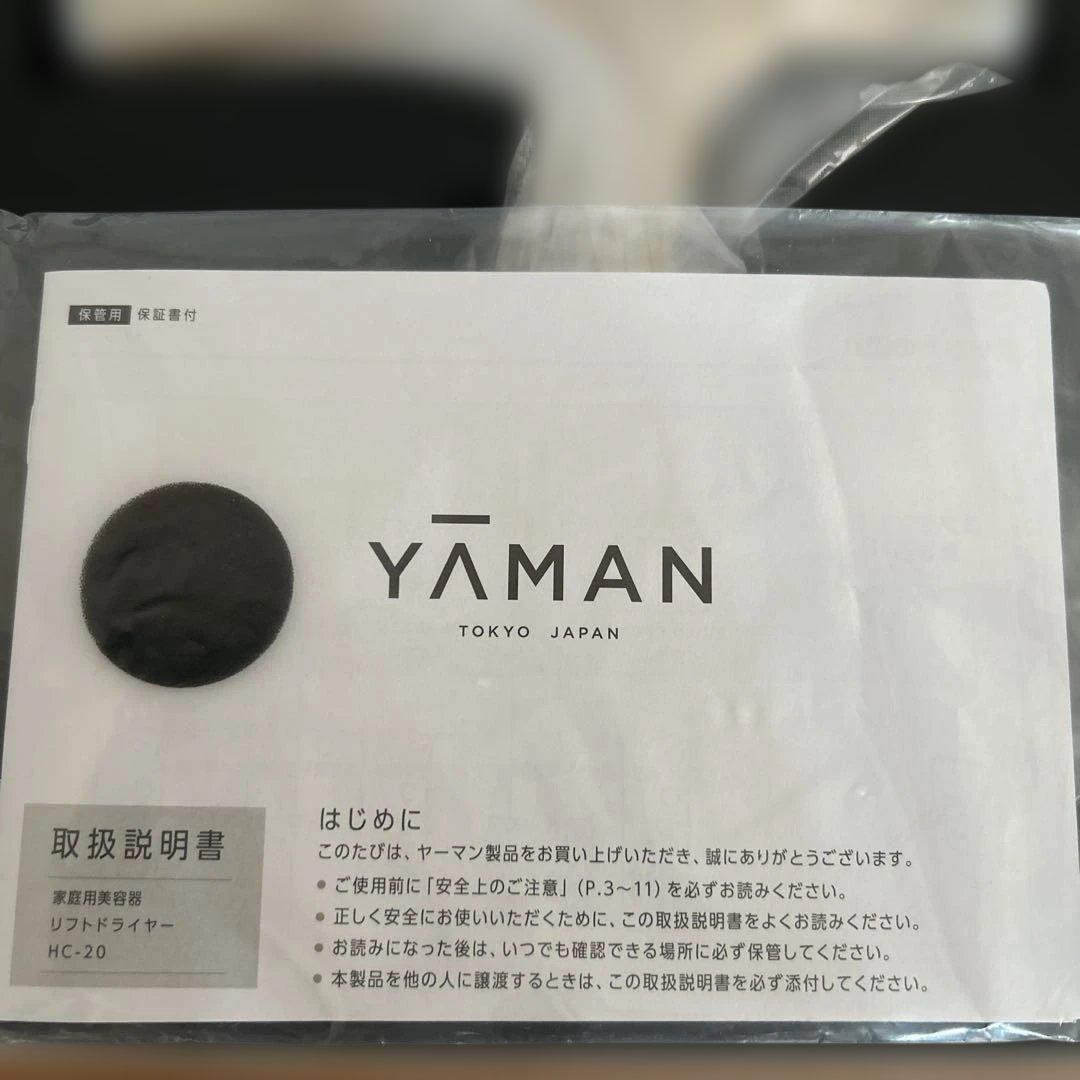 保管用 保証書付
YĀMAN
TOKYO JAPAN
取扱説明書
家庭用美容器
リフトドライヤー
HC-20
はじめに
このたびは、ヤーマン製品をお買い上げいただき、誠にありがとうございます。
● ご使用前に「安全上のご注意」（P.3〜11）を必ずお読みください。
● 正しく安全にお使いいただくために、この取扱説明書をよくお読みください。
● お読みになった後は、いつでも確認できる場所に必ず保管してください。
● 本製品を他の人に譲渡するときは、この取扱説明書を必ず添付してください。